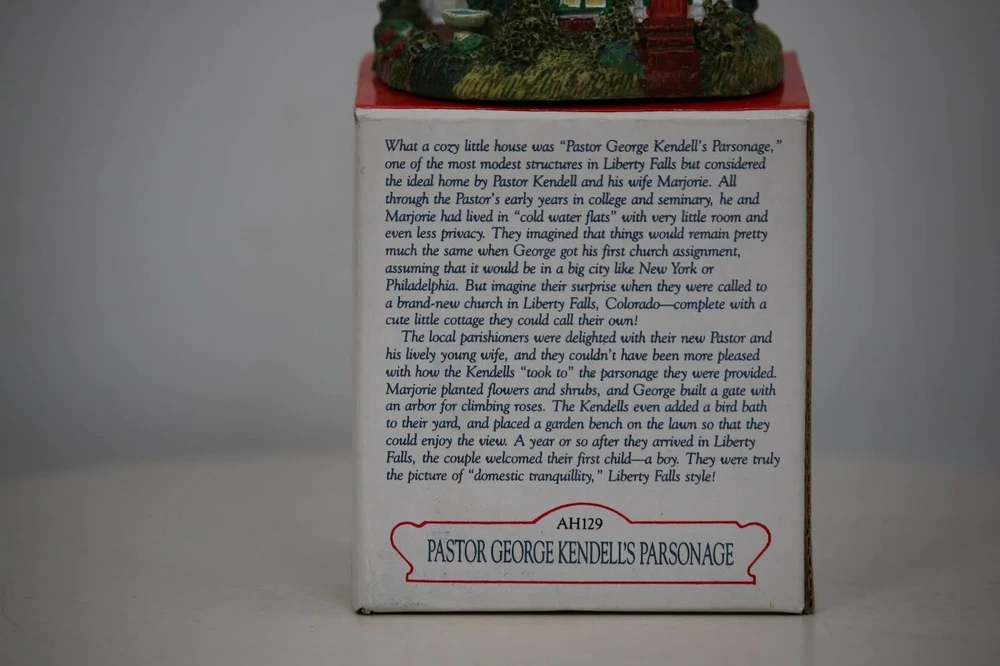 What a cozy little house was “Pastor George Kendell’s Parsonage,”
one of the most modest structures in Liberty Falls but considered
the ideal home by Pastor Kendell and his wife Marjorie. All
through the Pastor’s early years in college and seminary, he and
Marjorie had lived in “cold water flats” with very little room and
even less privacy. They imagined that things would remain pretty
much the same when George got his first church assignment,
assuming that it would be in a big city like New York or
Philadelphia. But imagine their surprise when they were called to
a brand-new church in Liberty Falls, Colorado—complete with a
cute little cottage they could call their own!
The local parishioners were delighted with their new Pastor and
his lively young wife, and they couldn’t have been more pleased
with how the Kendells “took to” the parsonage they were provided.
Marjorie planted flowers and shrubs, and George built a gate with
an arbor for climbing roses. The Kendells even added a bird bath
to their yard, and placed a garden bench on the lawn so that they
could enjoy the view. A year or so after they arrived in Liberty
Falls, the couple welcomed their first child—a boy. They were truly
the picture of “domestic tranquillity,” Liberty Falls style!
AH129
PASTOR GEORGE KENDELL’S PARSONAGE